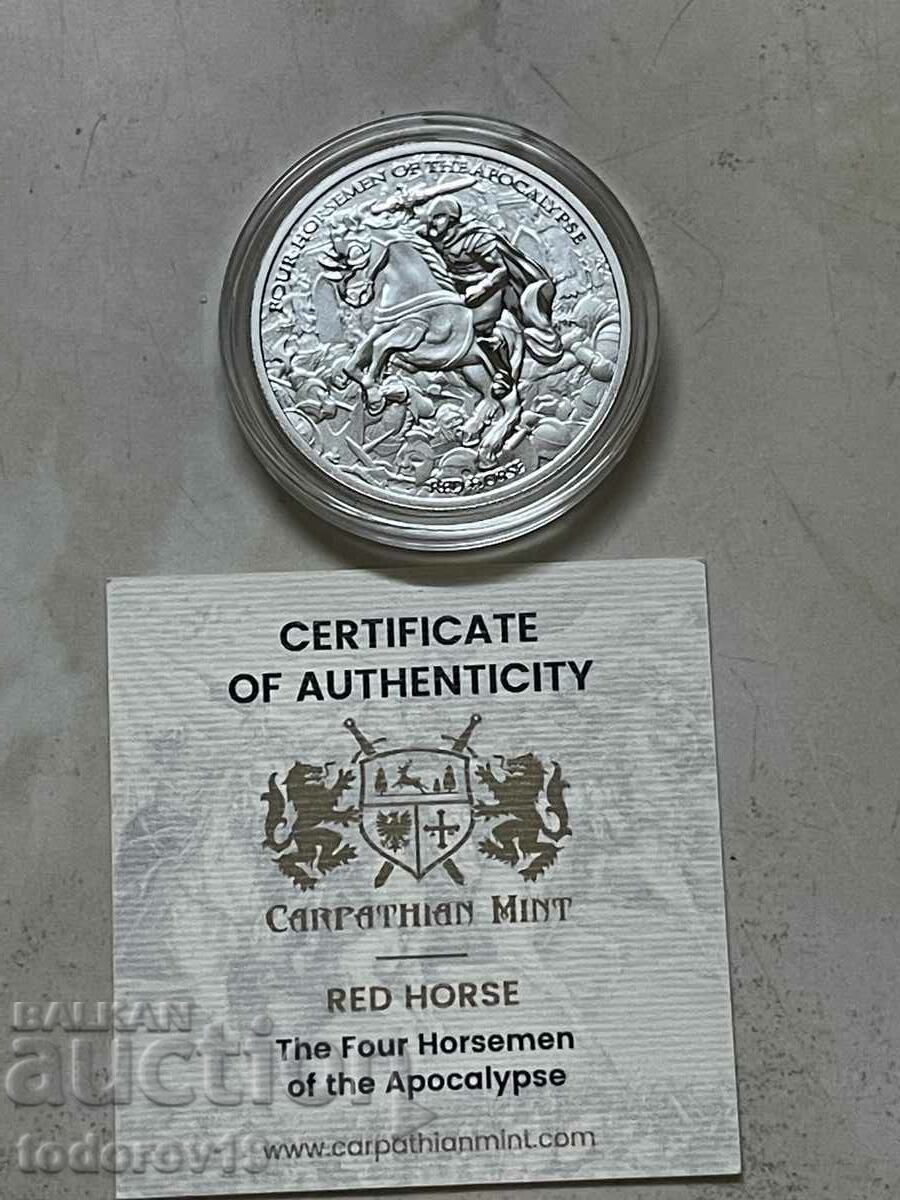 FOUR HORSEMEN OF THE APOCALYPSE
RED HORSE
CERTIFICATE
OF AUTHENTICITY
CARPATHIAN MINT
RED HORSE
The Four Horsemen
of the Apocalypse
www.carpathianmint.com
BALKAN
auction
todorov19